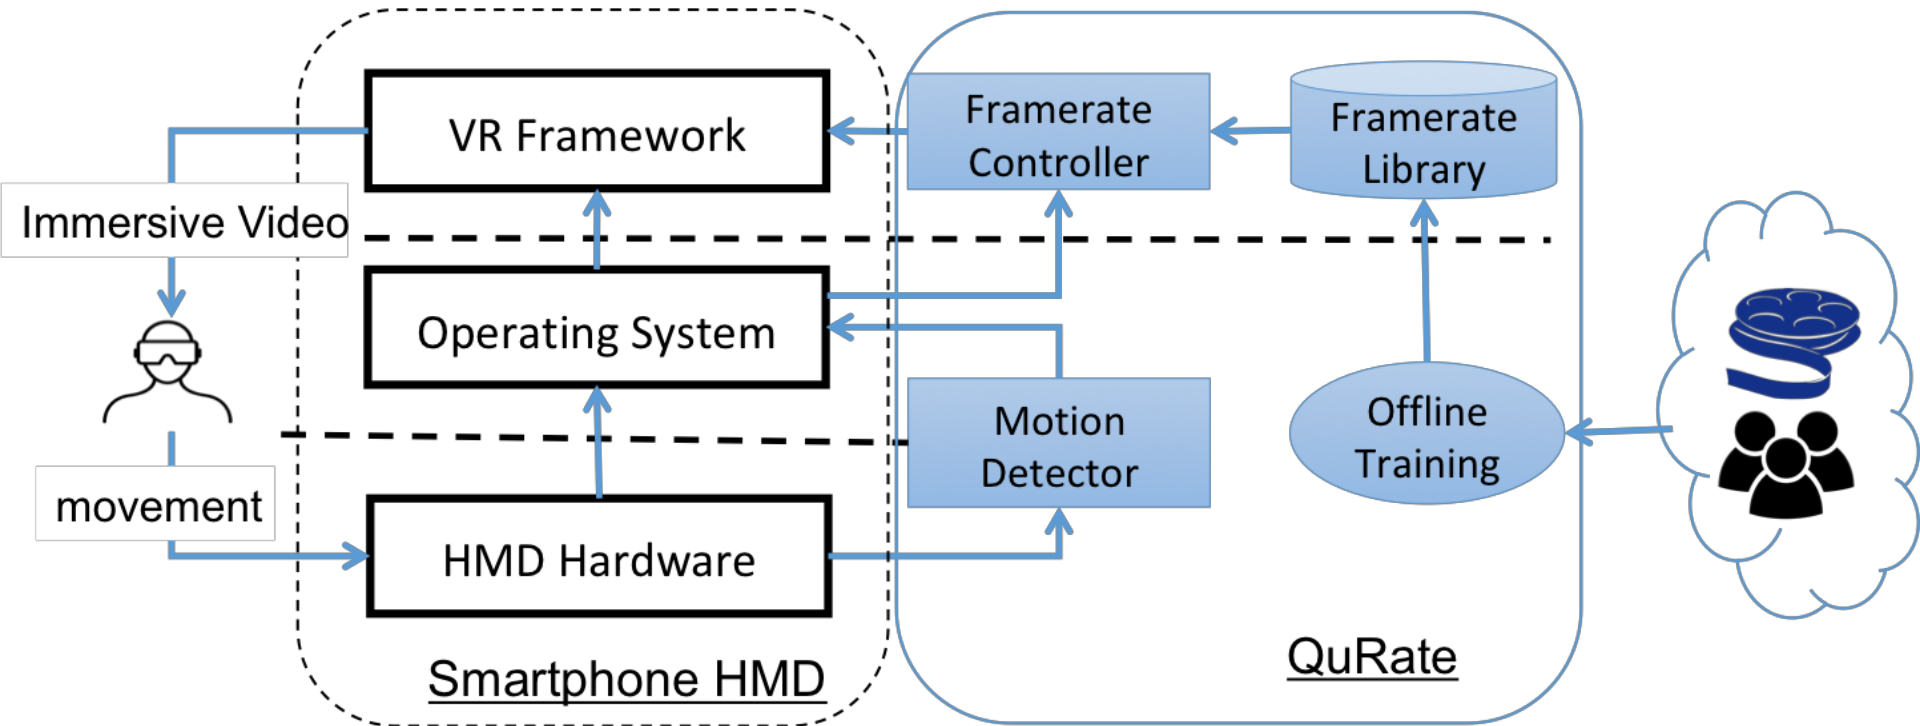 VR Framework
Framerate
Controller
Framerate
Library
Immersive Video
Operating System
Motion
Detector
Offline
Training
movement
HMD Hardware
Smartphone HMD
QuRate